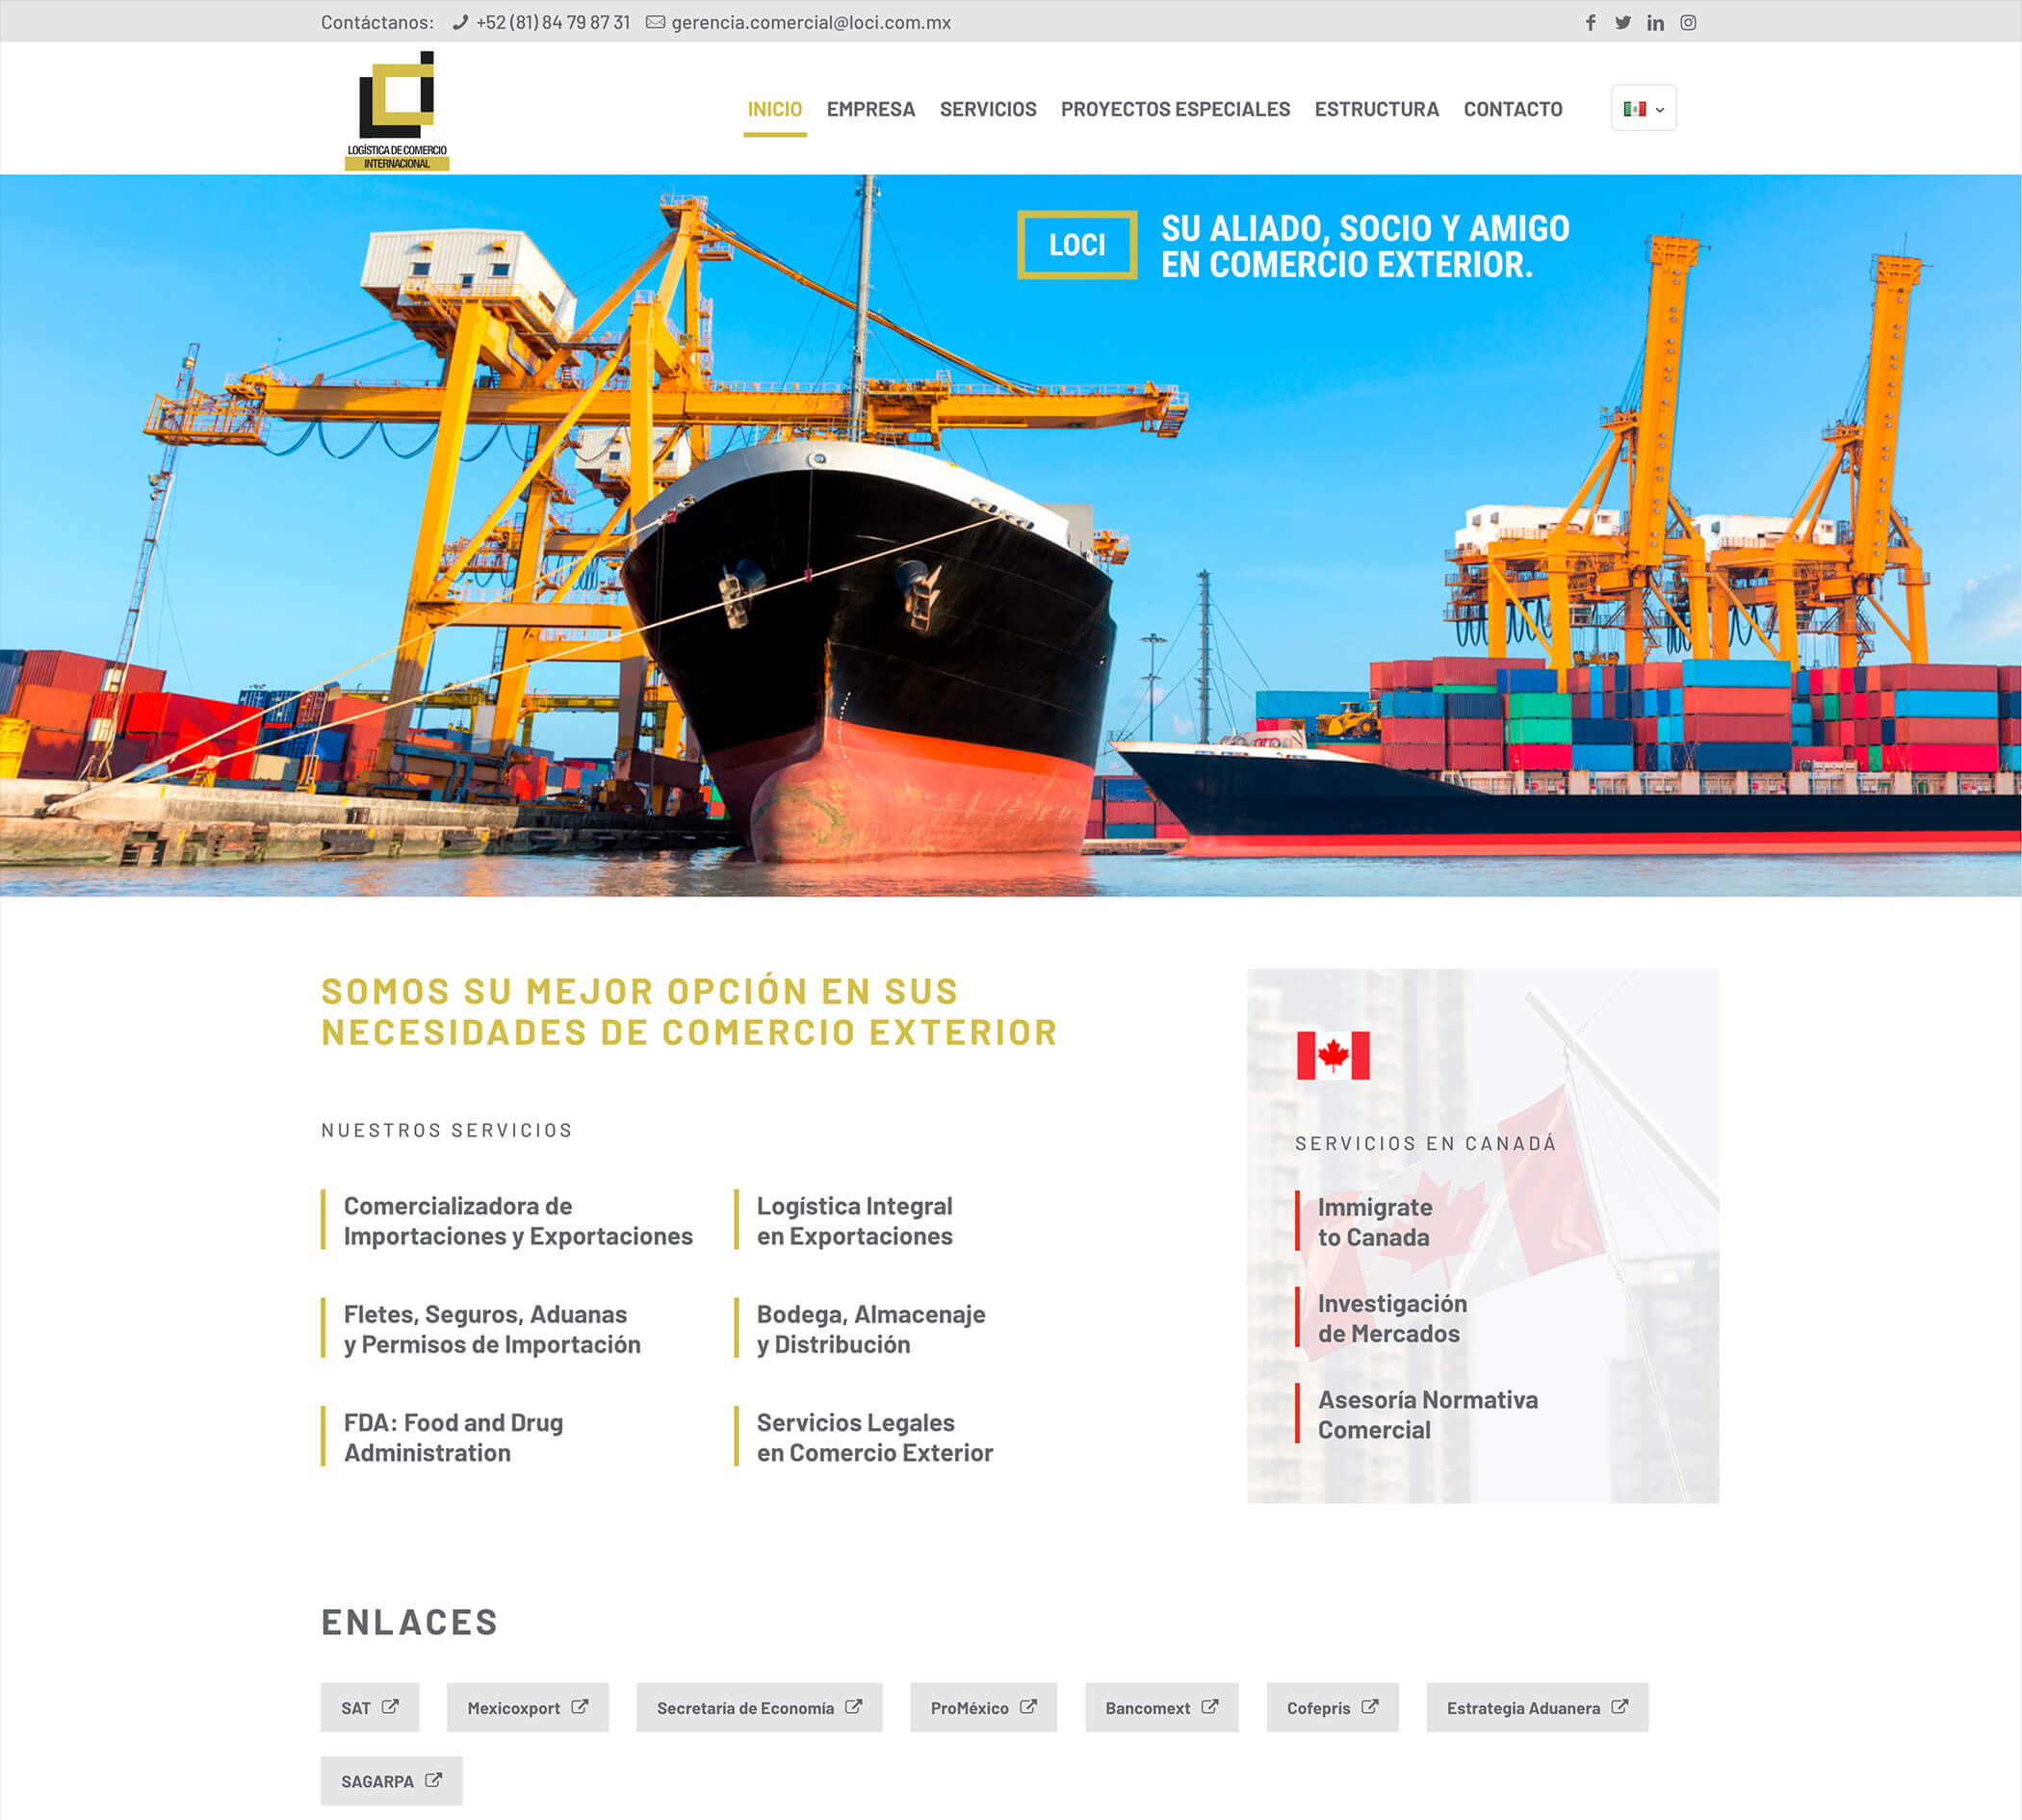 Contáctanos: +52 (81) 84 79 87 31 gerencia.comercial@loci.com.mx
LOGÍSTICA DE COMERCIO
INTERNACIONAL
INICIO EMPRESA SERVICIOS PROYECTOS ESPECIALES ESTRUCTURA CONTACTO
LOCI
SU ALIADO, SOCIO Y AMIGO
EN COMERCIO EXTERIOR.
SOMOS SU MEJOR OPCIÓN EN SUS
NECESIDADES DE COMERCIO EXTERIOR
NUESTROS SERVICIOS
Comercializadora de
Importaciones y Exportaciones
Logística Integral
en Exportaciones
Fletes, Seguros, Aduanas
y Permisos de Importación
Bodega, Almacenaje
y Distribución
FDA: Food and Drug
Administration
Servicios Legales
en Comercio Exterior
SERVICIOS EN CANADÁ
Immigrate
to Canada
Investigación
de Mercados
Asesoría Normativa
Comercial
ENLACES
SAT Mexicoxport Secretaría de Economía ProMéxico Bancomext Cofepris Estrategia Aduanera
SAGARPA